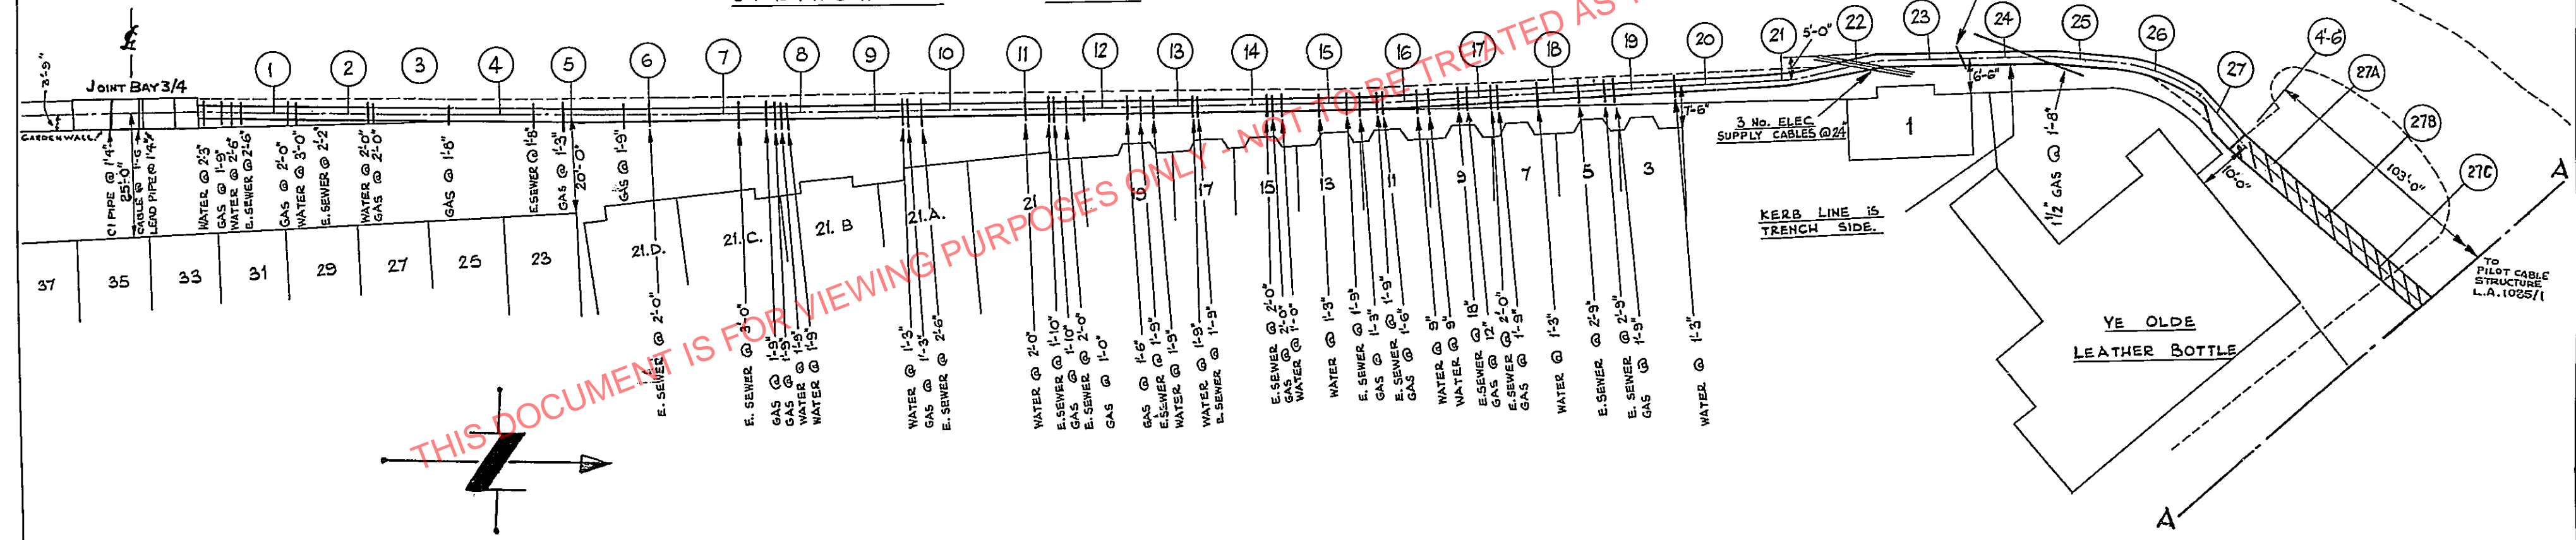 1
2
3
4
5
6
7
8
9
10
11
12
13
14
15
16
17
18
19
20
21
22
23
24
25
26
27
27A
27B
27C
3'-9"
JOINT BAY 3/4
GARDEN WALL
CI PIPE @ 1'4"
25'-0"
CABLE @ 1'-6"
LEAD PIPE @ 1'4"
WATER @ 2'3"
GAS @ 1'-9"
WATER @ 2'-6"
E.SEWER @ 2'-6"
GAS @ 2'-0"
WATER @ 3'-0"
E.SEWER @ 2'-2"
WATER @ 2'-0"
GAS @ 2'-0"
GAS @ 1'-8"
E.SEWER @ 1'-8"
GAS @ 1'-3"
20'-0"
GAS @ 1'-9"
37
35
33
31
29
27
25
23
21.D.
21.C.
21. B
21.A.
21
19
17
15
13
11
9
7
5
3
1
E. SEWER @ 2'-0"
E. SEWER @ 3'-0"
GAS @ 1'-9"
GAS @ 1'-9"
WATER @ 1'-9"
WATER @ 1'-9"
WATER @ 1'-3"
GAS @ 1'-3"
E. SEWER @ 2'-6"
WATER @ 2'-0"
E.SEWER @ 1'-10"
GAS @ 1'-10"
E.SEWER @ 2'-0"
GAS @ 1'-0"
GAS @ 1'-6"
E.SEWER @ 1'-9"
WATER @ 1'-9"
WATER @ 1'-9"
E. SEWER @ 1'-9"
E.SEWER @ 2'-0"
GAS @ 2'-0"
WATER @ 1'-0"
WATER @ 1'-3"
E. SEWER @ 1'-9"
GAS @ 1'-3"
E. SEWER @ 1'-9"
GAS @ 1'-6"
WATER @ 9"
WATER @ 9"
E.SEWER @ 18"
GAS @ 12"
E.SEWER @ 2'-0"
GAS @ 1'-9"
WATER @ 1'-3"
E.SEWER @ 2'-9"
E. SEWER @ 2'-9"
GAS @ 1'-9"
WATER @ 1'-3"
7'-6"
5'-0"
3 No. ELEC
SUPPLY CABLES @ 24"
6'-6"
1/2" GAS @ 1'-8"
KERB LINE IS
TRENCH SIDE.
4'-6"
10'-0"
103'-0"
A
TO
PILOT CABLE
STRUCTURE
L.A.1025/1
YE OLDE
LEATHER BOTTLE
A
THIS DOCUMENT IS FOR VIEWING PURPOSES ONLY - NOT TO BE TREATED AS